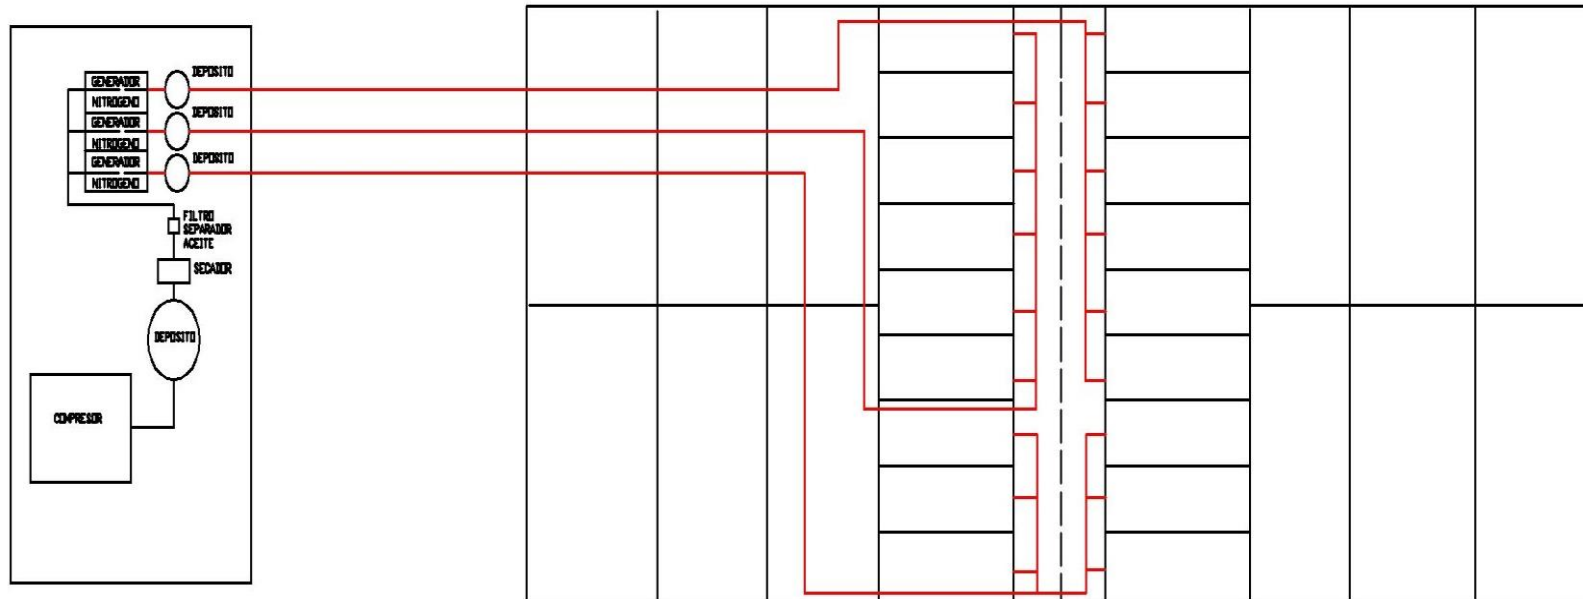 GENERADOR
NITROGENO
DEPOSITO
GENERADOR
NITROGENO
DEPOSITO
GENERADOR
NITROGENO
DEPOSITO
FILTRO
SEPARADOR
ACEITE
SECADOR
DEPOSITO
COMPRESOR